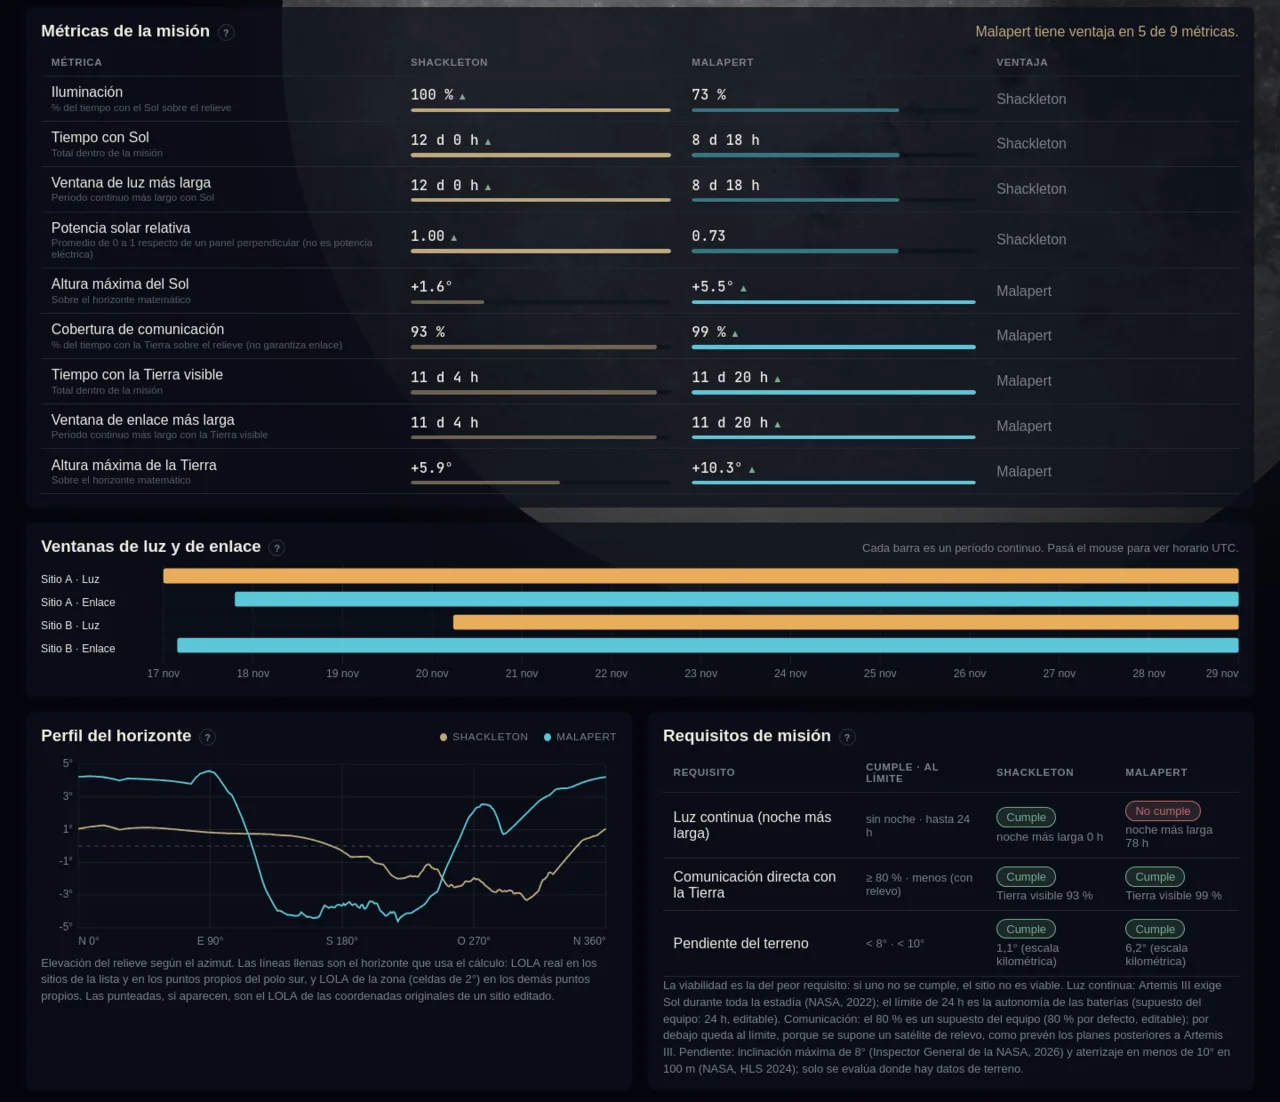 Métricas de la misión ?
Malapert tiene ventaja en 5 de 9 métricas.
MÉTRICA SHACKLETON MALAPERT VENTAJA
Iluminación
% del tiempo con el Sol sobre el relieve
100 % ▲ 73 % Shackleton
Tiempo con Sol
Total dentro de la misión
12 d 0 h ▲ 8 d 18 h Shackleton
Ventana de luz más larga
Periodo continuo más largo con Sol
12 d 0 h ▲ 8 d 18 h Shackleton
Potencia solar relativa
Promedio de 0 a 1 respecto de un panel perpendicular (no es potencia
eléctrica)
1.00 ▲ 0.73 Shackleton
Altura máxima del Sol
Sobre el horizonte matemático
+1.6° +5.5° ▲ Malapert
Cobertura de comunicación
% del tiempo con la Tierra sobre el relieve (no garantiza enlace)
93 % 99 % ▲ Malapert
Tiempo con la Tierra visible
Total dentro de la misión
11 d 4 h 11 d 20 h ▲ Malapert
Ventana de enlace más larga
Periodo continuo más largo con la Tierra visible
11 d 4 h 11 d 20 h ▲ Malapert
Altura máxima de la Tierra
Sobre el horizonte matemático
+5.9° +10.3° ▲ Malapert
Ventanas de luz y de enlace ?
Cada barra es un período continuo. Pasá el mouse para ver horario UTC.
Sitio A · Luz
Sitio A · Enlace
Sitio B · Luz
Sitio B · Enlace
17 nov 18 nov 19 nov 20 nov 21 nov 22 nov 23 nov 24 nov 25 nov 26 nov 27 nov 28 nov 29 nov
Perfil del horizonte ?
SHACKLETON MALAPERT
5°
3°
1°
-1°
-3°
-5°
N 0° E 90° S 180° O 270° N 360°
Elevación del relieve según el azimut. Las líneas llenas son el horizonte que usa el cálculo: LOLA real en los
sitios de la lista y en los puntos propios del polo sur, y LOLA de la zona (celdas de 2°) en los demás puntos
propios. Las punteadas, si aparecen, son el LOLA de las coordenadas originales de un sitio editado.
Requisitos de misión ?
REQUISITO CUMPLE · AL LÍMITE SHACKLETON MALAPERT
Luz continua (noche más
larga)
sin noche · hasta 24
h
Cumple
noche más larga 0 h
No cumple
noche más larga
78 h
Comunicación directa con
la Tierra
≥ 80 % · menos (con
relevo)
Cumple
Tierra visible 93 %
Cumple
Tierra visible 99 %
Pendiente del terreno
< 8° · < 10°
Cumple
1,1° (escala
kilométrica)
Cumple
6,2° (escala
kilométrica)
La viabilidad es la del peor requisito: si uno no se cumple, el sitio no es viable. Luz continua: Artemis III exige
Sol durante toda la estadía (NASA, 2022); el límite de 24 h es la autonomía de las baterías (supuesto del
equipo: 24 h, editable). Comunicación: el 80 % es un supuesto del equipo (80 % por defecto, editable); por
debajo queda al límite, porque se supone un satélite de relevo, como prevén los planes posteriores a Artemis
III. Pendiente: inclinación máxima de 8° (Inspector General de la NASA, 2026) y aterrizaje en menos de 10° en
100 m (NASA, HLS 2024); solo se evalúa donde hay datos de terreno.